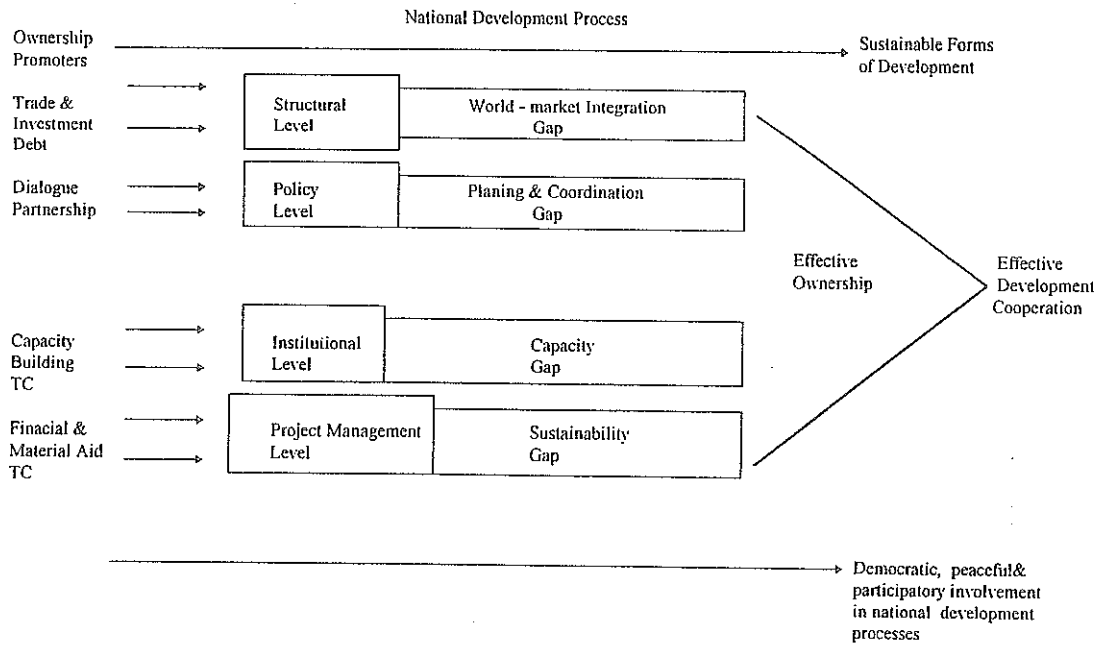 National Development Process
Ownership
Promoters
Sustainable Forms
of Development
Trade &
Investment
Debt
Structural
Level
World - market Integration
Gap
Dialogue
Partnership
Policy
Level
Planing & Coordination
Gap
Effective
Ownership
Effective
Development
Cooperation
Capacity
Building
TC
Institutional
Level
Capacity
Gap
Finacial &
Material Aid
TC
Project Management
Level
Sustainability
Gap
Democratic, peaceful&
participatory involvement
in national development
processes